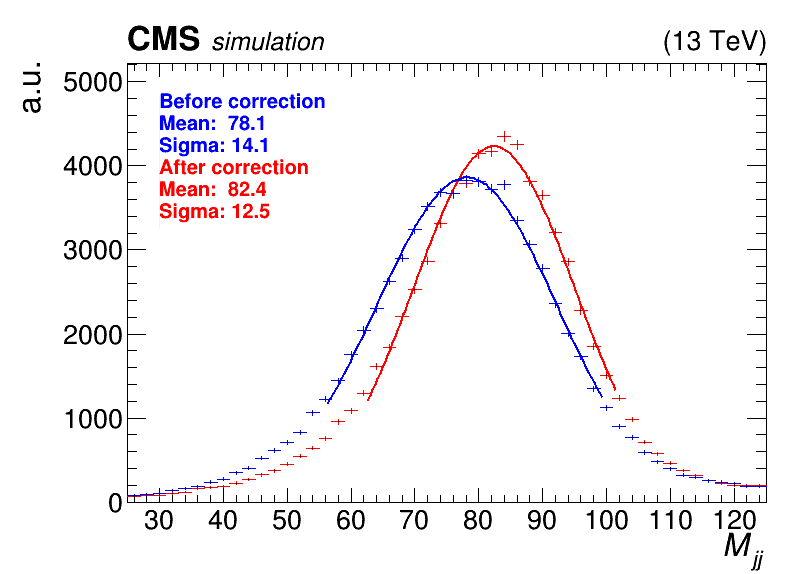 CMS simulation (13 TeV)
a.u.
5000
4000
3000
2000
1000
0
Before correction
Mean: 78.1
Sigma: 14.1
After correction
Mean: 82.4
Sigma: 12.5
30 40 50 60 70 80 90 100 110 120
M_jj